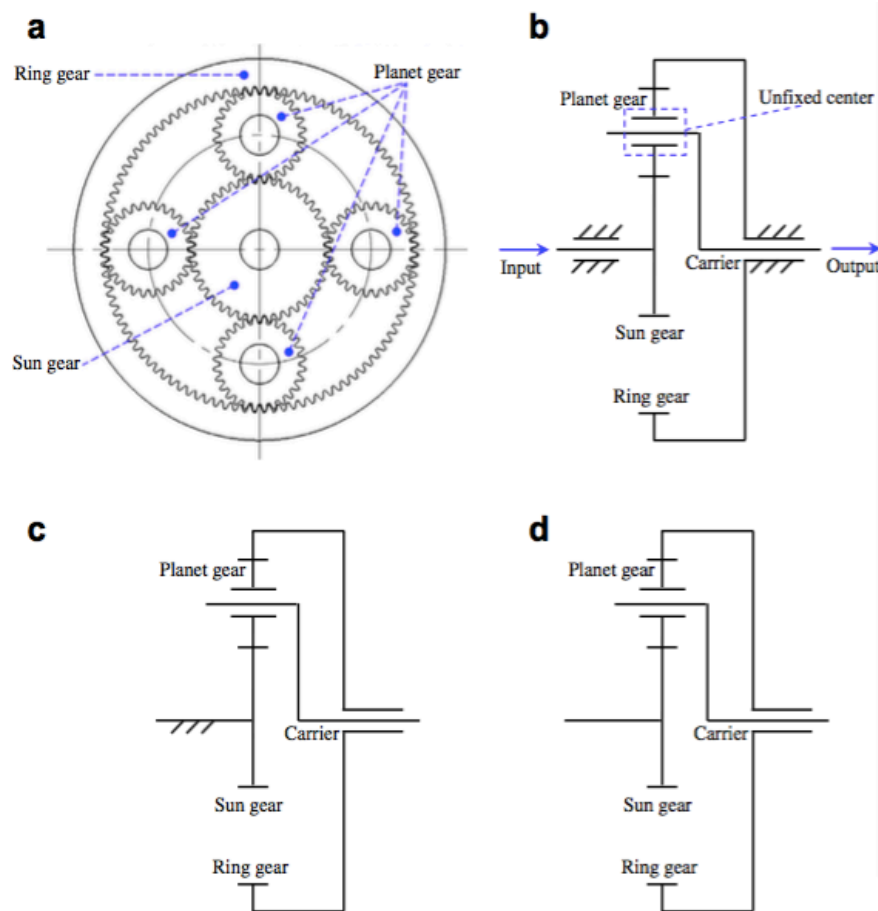 a
Ring gear
Planet gear
Sun gear
b
Planet gear
Unfixed center
Input
Carrier
Output
Sun gear
Ring gear
c
Planet gear
Carrier
Sun gear
Ring gear
d
Planet gear
Carrier
Sun gear
Ring gear